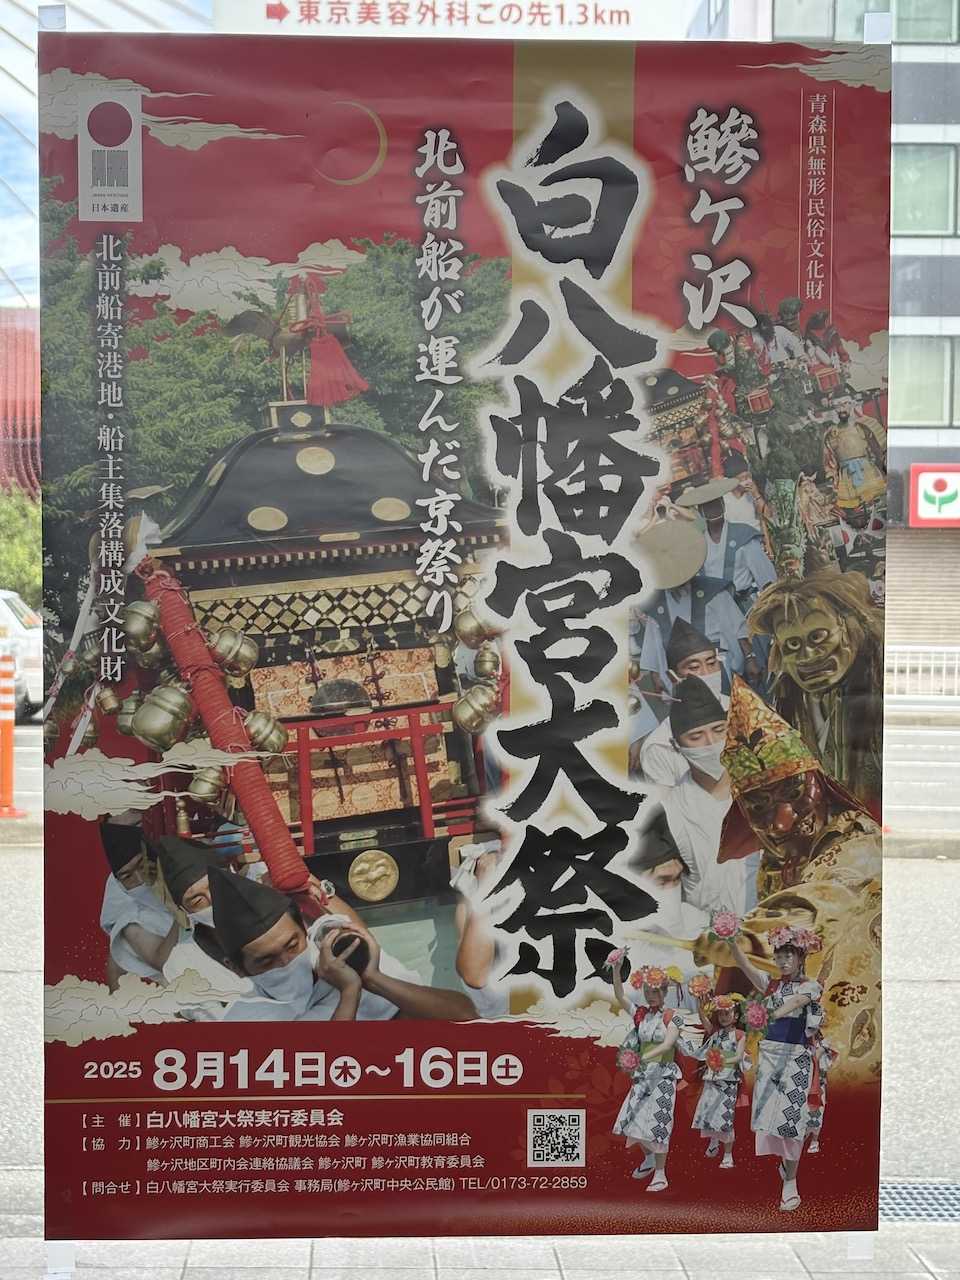 ➡東京美容外科この先1.3km
青森県無形民俗文化財
鰺ヶ沢
白八幡宮大祭
北前船が運んだ京祭り
JAPAN HERITAGE
日本遺産
北前船寄港地・船主集落構成文化財
2025 8月14日木〜16日土
【主 催】白八幡宮大祭実行委員会
【協 力】鰺ヶ沢町商工会 鰺ヶ沢町観光協会 鰺ヶ沢町漁業協同組合
鰺ヶ沢地区町内会連絡協議会 鰺ヶ沢町 鰺ヶ沢町教育委員会
【問合せ】白八幡宮大祭実行委員会 事務局(鰺ヶ沢町中央公民館) TEL/0173-72-2859